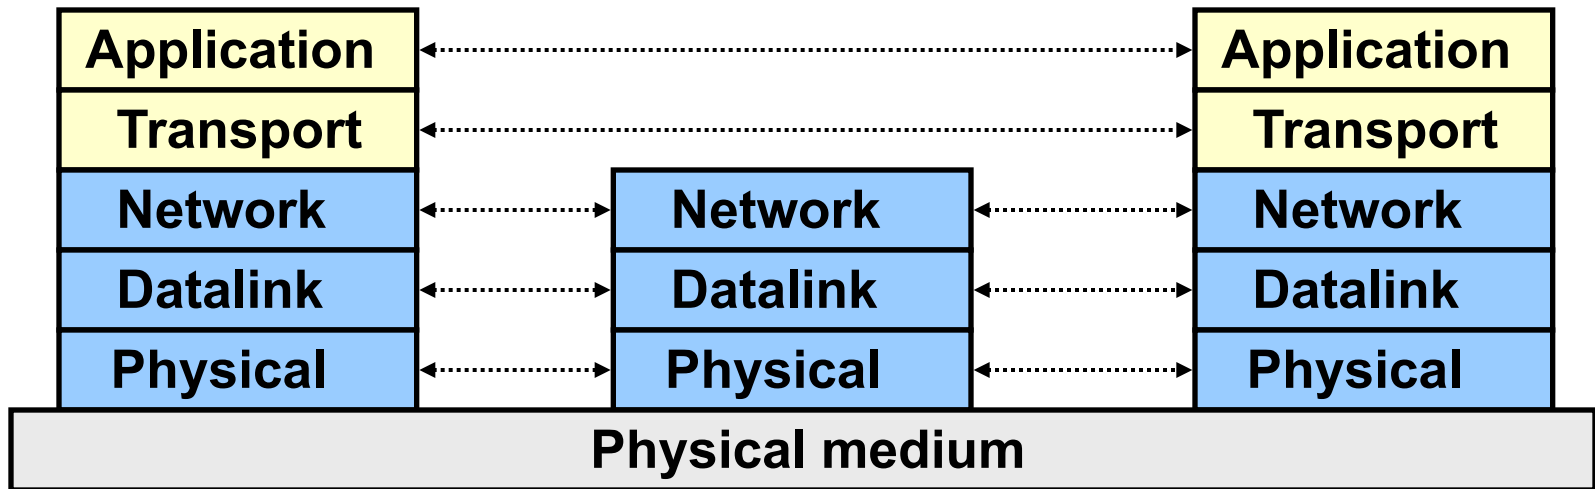 Application Application
Transport Transport
Network Network Network
Datalink Datalink Datalink
Physical Physical Physical
Physical medium